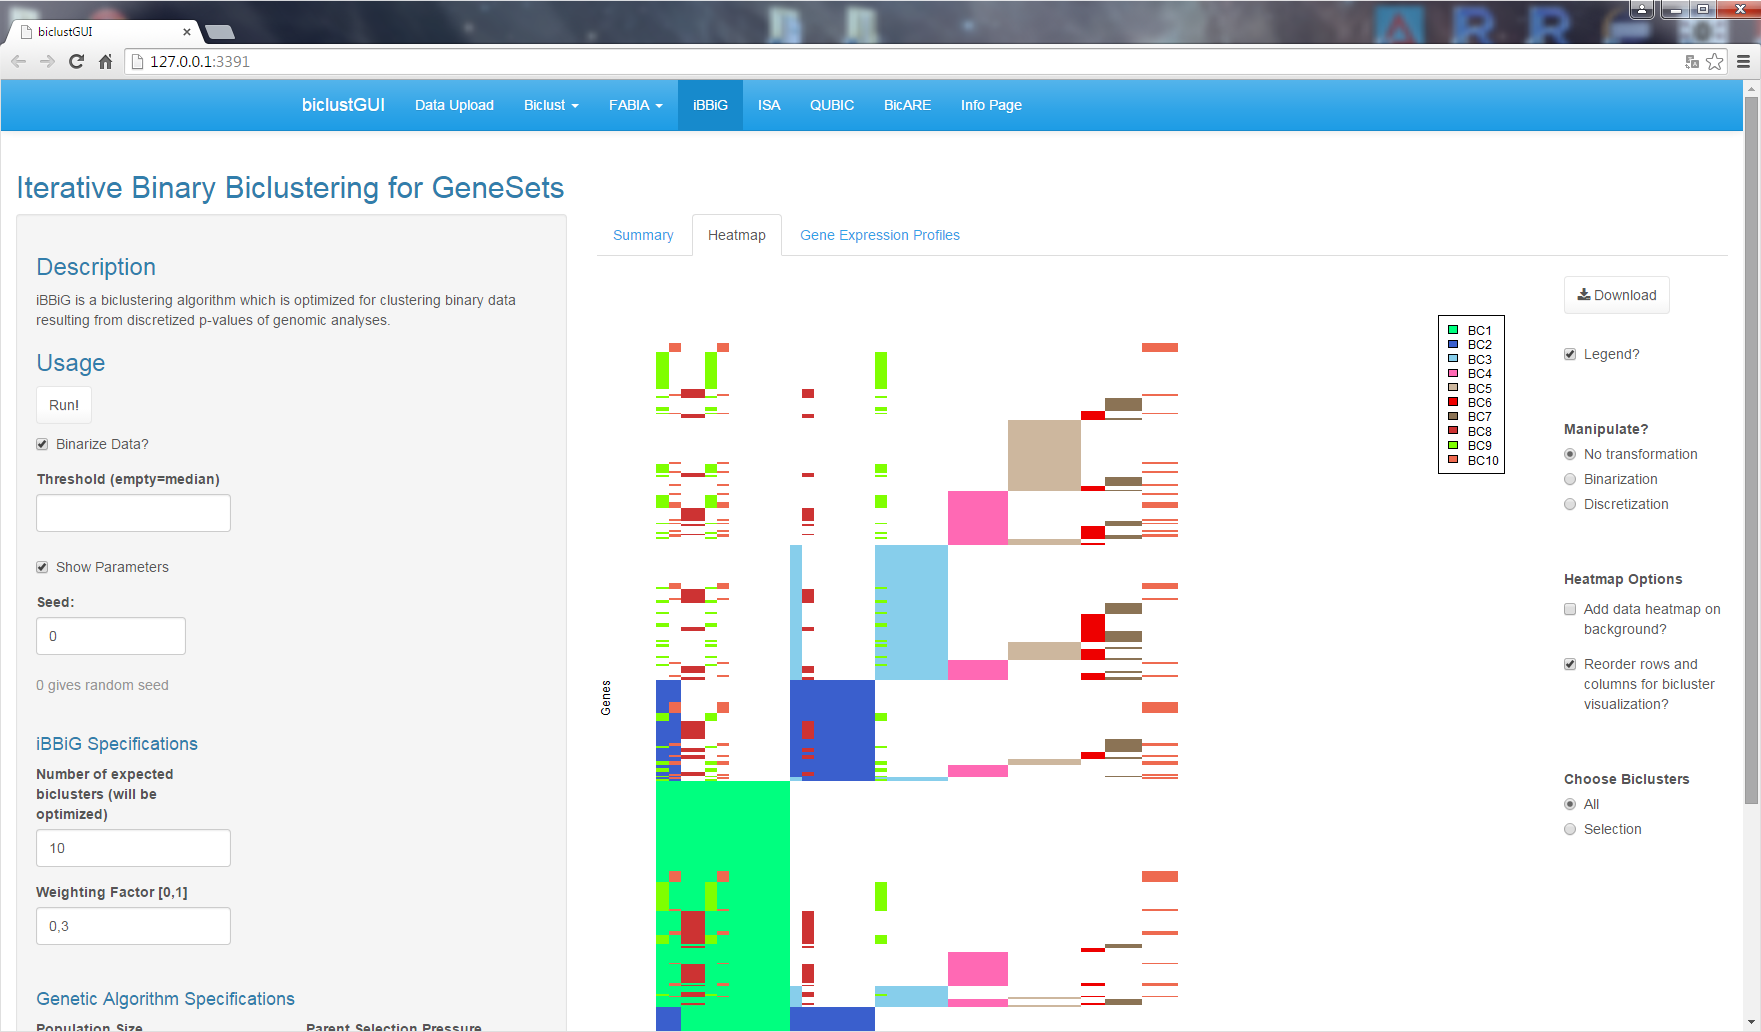 biclustGUI
127.0.0.1:3391
biclustGUI Data Upload Biclust FABIA iBBiG ISA QUBIC BicARE Info Page
Iterative Binary Biclustering for GeneSets
Description
iBBiG is a biclustering algorithm which is optimized for clustering binary data
resulting from discretized p-values of genomic analyses.
Usage
Run!
Binarize Data?
Threshold (empty=median)
Show Parameters
Seed:
0
0 gives random seed
iBBiG Specifications
Number of expected
biclusters (will be
optimized)
10
Weighting Factor [0,1]
0,3
Genetic Algorithm Specifications
Population Size Parent Selection Pressure
Summary Heatmap Gene Expression Profiles
Genes
BC1
BC2
BC3
BC4
BC5
BC6
BC7
BC8
BC9
BC10
Download
Legend?
Manipulate?
No transformation
Binarization
Discretization
Heatmap Options
Add data heatmap on
background?
Reorder rows and
columns for bicluster
visualization?
Choose Biclusters
All
Selection